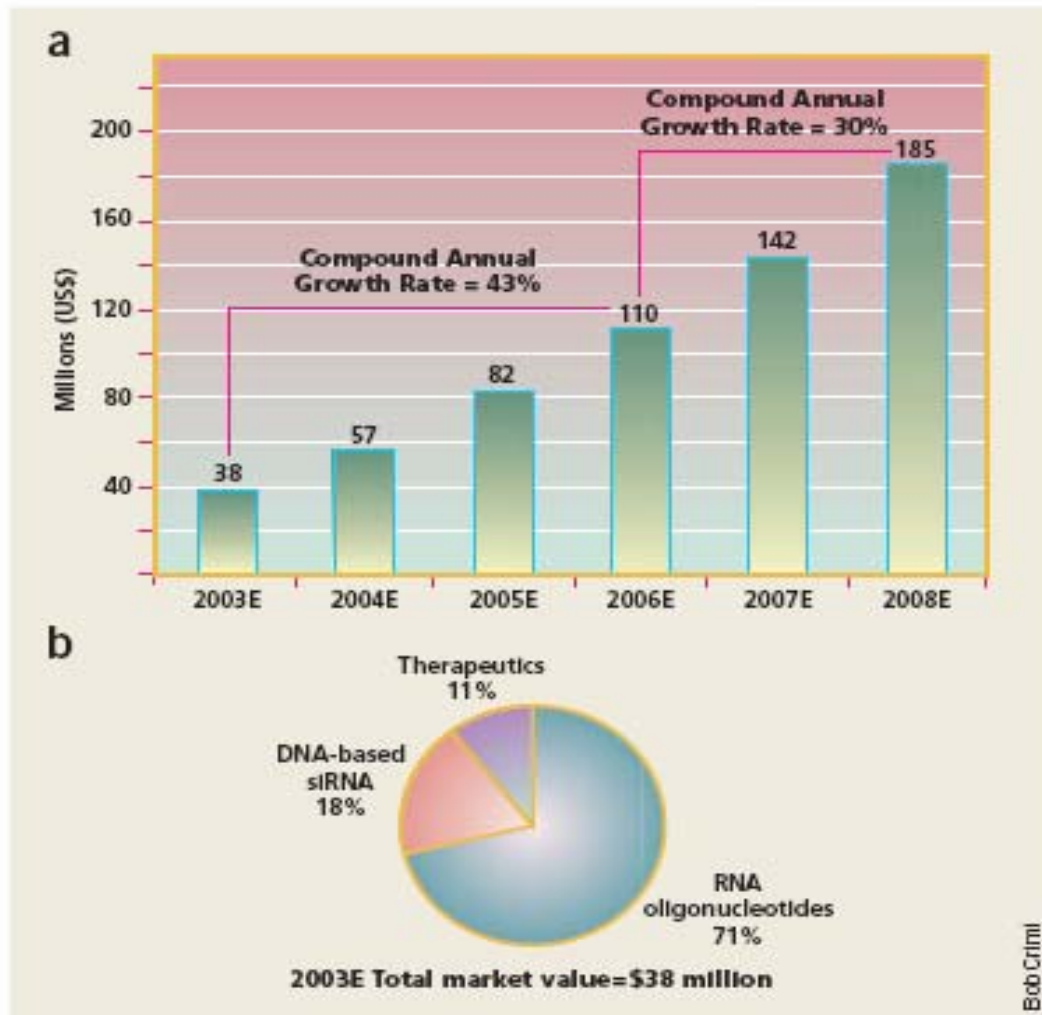 a
Compound Annual
Growth Rate = 30%
200
185
160
142
Compound Annual
Growth Rate = 43%
Millions (US$)
120
110
80
82
57
40
38
2003E 2004E 2005E 2006E 2007E 2008E
b
Therapeutics
11%
DNA-based
siRNA
18%
RNA
oligonucleotides
71%
2003E Total market value=$38 million
Bob Crimi